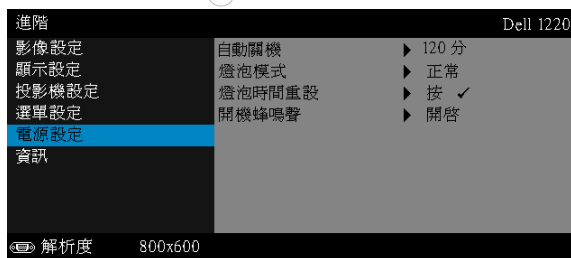 進階 Dell 1220
影像設定 自動關機 120 分
顯示設定 燈泡模式 正常
投影機設定 燈泡時間重設 按 ✓
選單設定 開機蜂鳴聲 開啓
電源設定
資訊
解析度 800x600